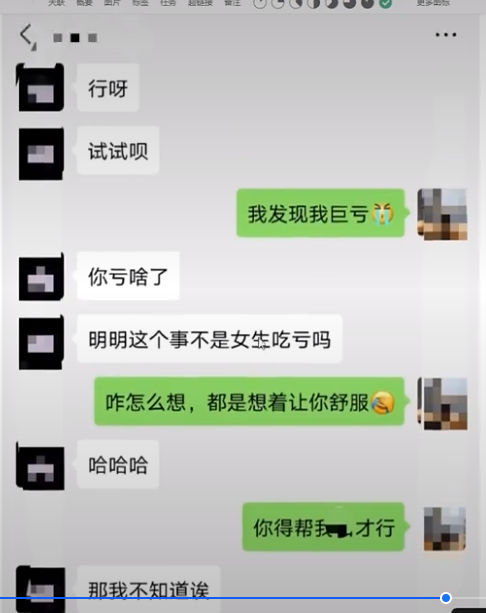 关联 概要 图片 标签 任务 超链接 备注 更多图标
行呀
试试呗
我发现我巨亏😭
你亏啥了
明明这个事不是女生吃亏吗
咋怎么想，都是想着让你舒服
哈哈哈
你得帮我 才行
那我不知道诶